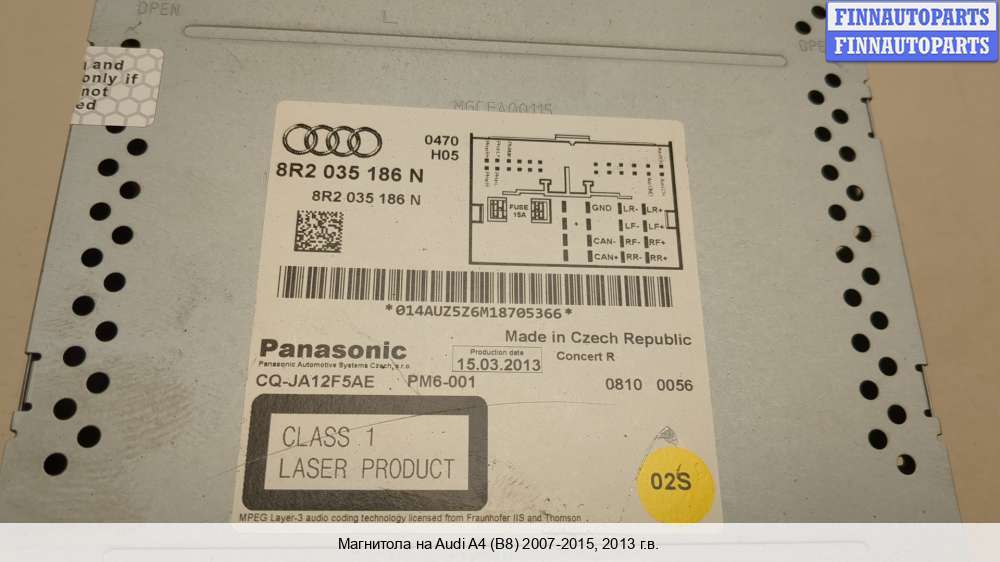 FINNAUTOPARTS
FINNAUTOPARTS
OPEN
and
only if
not
ed
MGCFA00115
0470
H05
8R2 035 186 N
8R2 035 186 N
FUSE
15A
GND LR- LR+
+ LF- LF+
CAN- RF- RF+
CAN+ RR- RR+
*014AUZ5Z6M18705366*
Made in Czech Republic
Panasonic
Panasonic Automotive Systems Czech, s.r.o.
Production date
15.03.2013
Concert R
CQ-JA12F5AE PM6-001
0810 0056
CLASS 1
LASER PRODUCT
02S
MPEG Layer-3 audio coding technology licensed from Fraunhofer IIS and Thomson
Магнитола на Audi A4 (B8) 2007-2015, 2013 г.в.